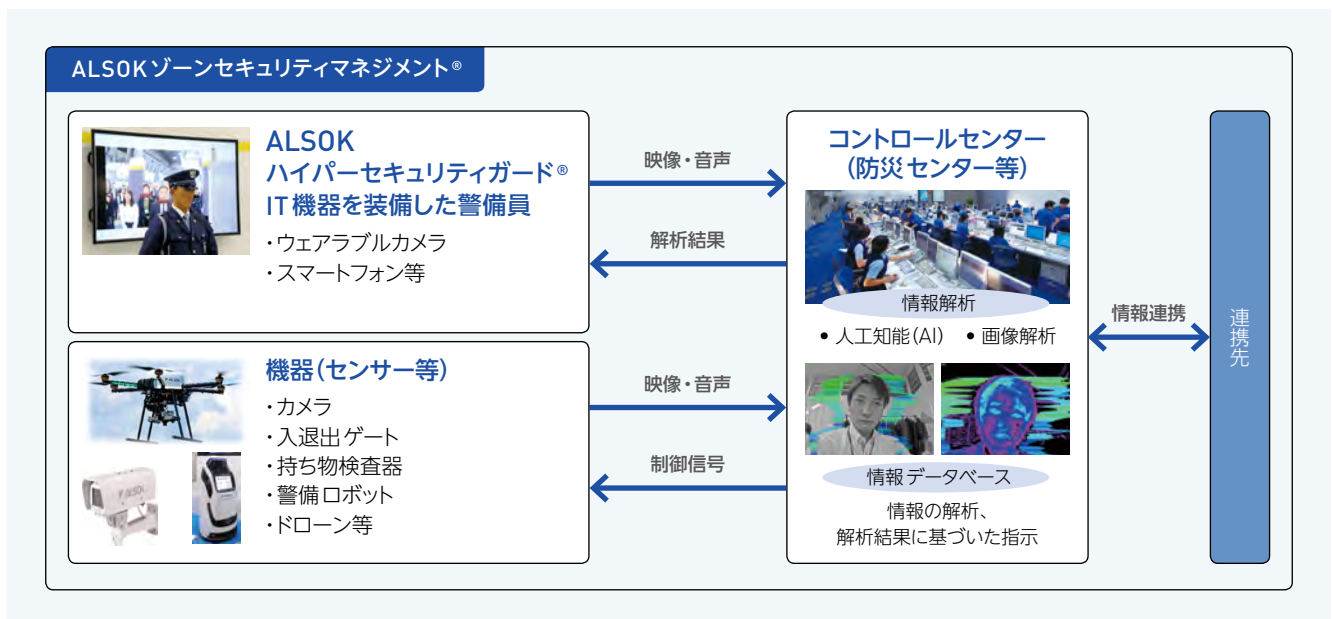 ALSOKゾーンセキュリティマネジメント®
ALSOK
ハイパーセキュリティガード®
IT機器を装備した警備員
・ウェアラブルカメラ
・スマートフォン等
機器(センサー等)
・カメラ
・入退出ゲート
・持ち物検査器
・警備ロボット
・ドローン等
ALSOK
映像・音声
解析結果
映像・音声
制御信号
コントロールセンター
(防災センター等)
情報解析
• 人工知能(AI) • 画像解析
情報データベース
情報の解析、
解析結果に基づいた指示
情報連携
連携先